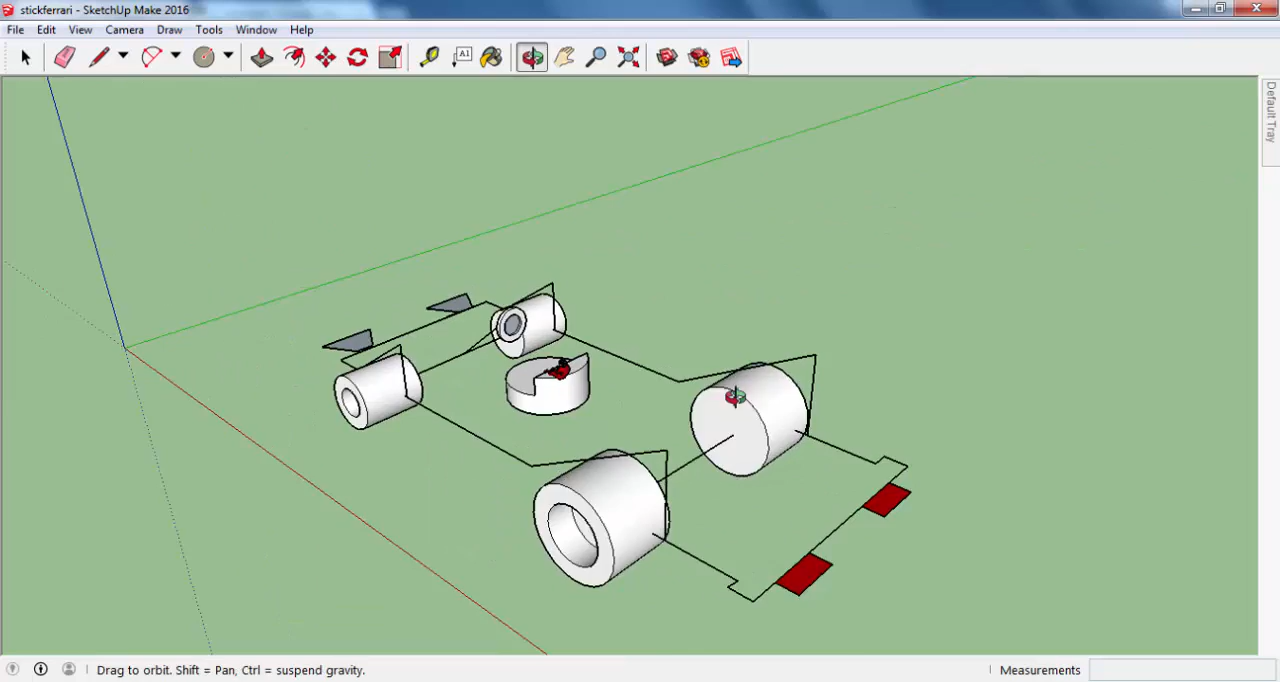 stickferrari - SketchUp Make 2016
File Edit View Camera Draw Tools Window Help
A1
Default Tray
Drag to orbit. Shift = Pan, Ctrl = suspend gravity.
Measurements